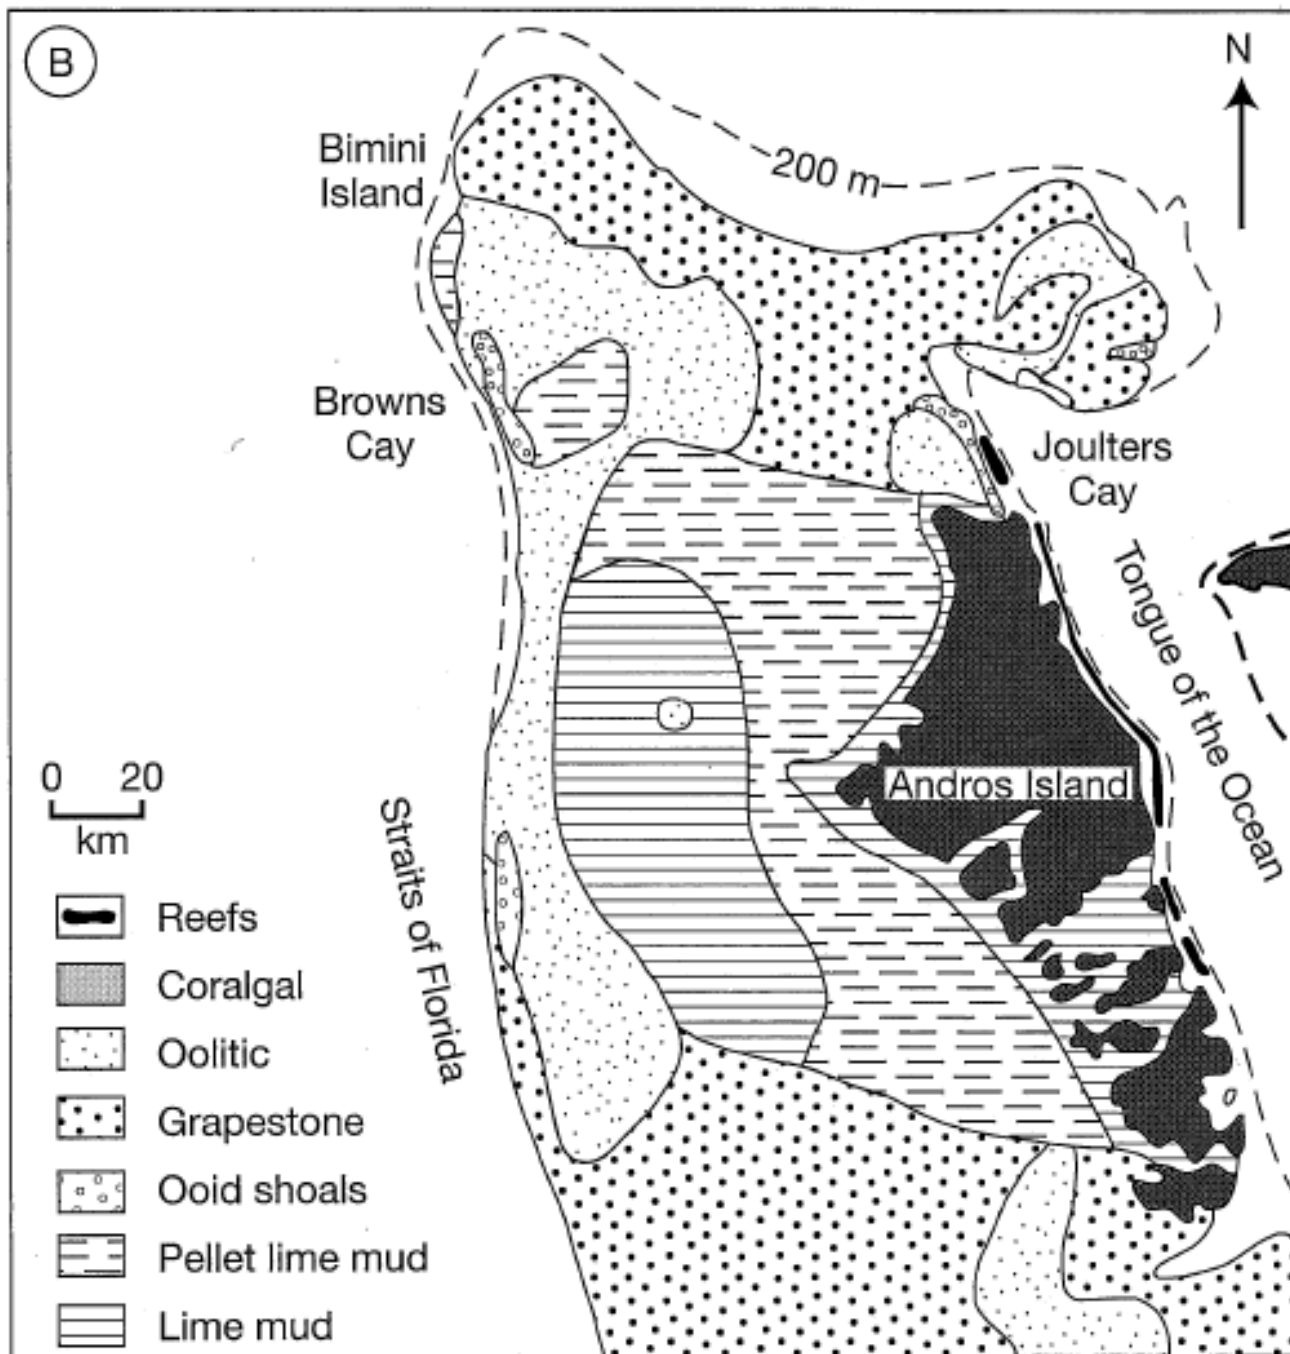 B
N
Bimini
Island
200 m
Browns
Cay
Joulters
Cay
Tongue of the Ocean
Andros Island
0 20
km
Straits of Florida
Reefs
Coralgal
Oolitic
Grapestone
Ooid shoals
Pellet lime mud
Lime mud